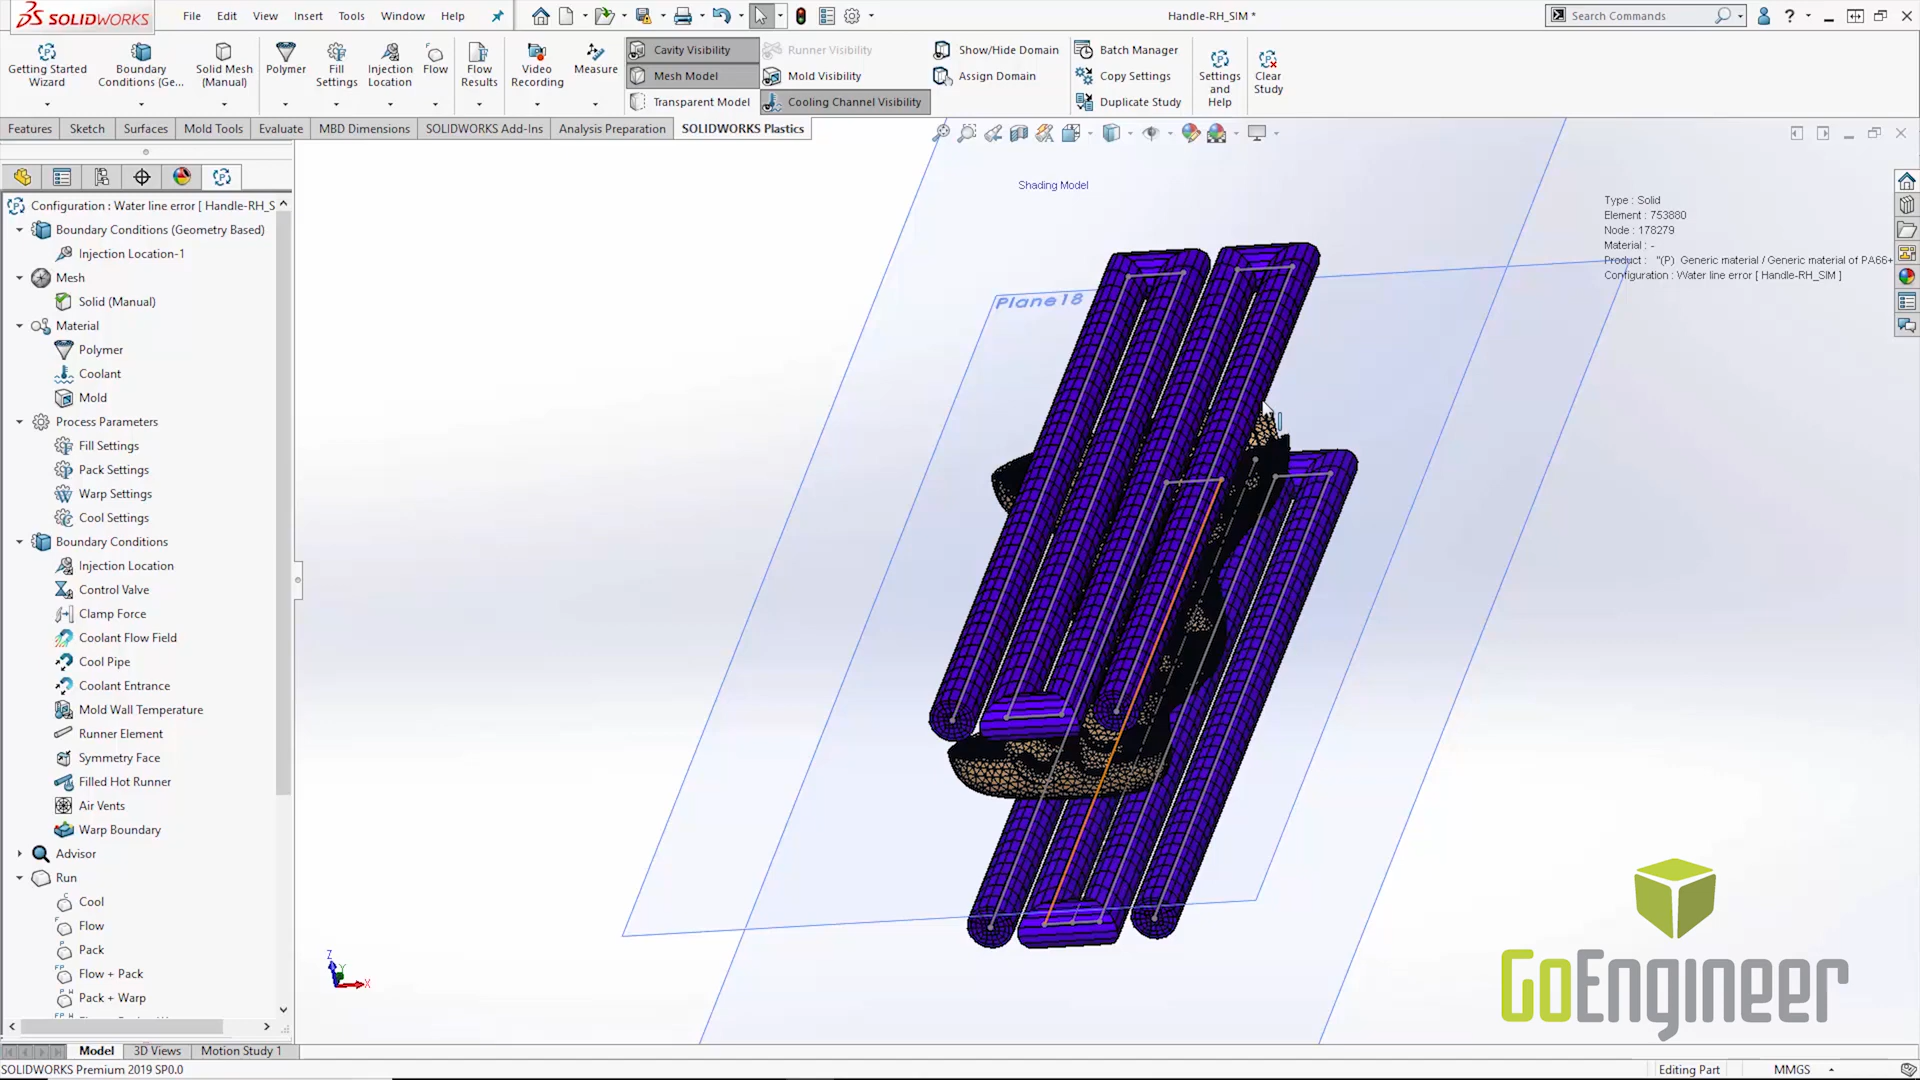 SOLIDWORKS File Edit View Insert Tools Window Help Handle-RH_SIM * Search Commands
Getting Started Wizard
Boundary Conditions (Ge...
Solid Mesh (Manual)
Polymer
Fill Settings
Injection Location
Flow
Flow Results
Video Recording
Measure
Cavity Visibility
Mesh Model
Transparent Model
Runner Visibility
Mold Visibility
Cooling Channel Visibility
Show/Hide Domain
Assign Domain
Batch Manager
Copy Settings
Duplicate Study
Settings and Help
Clear Study
Features Sketch Surfaces Mold Tools Evaluate MBD Dimensions SOLIDWORKS Add-Ins Analysis Preparation SOLIDWORKS Plastics
Configuration : Water line error [ Handle-RH_S
Boundary Conditions (Geometry Based)
Injection Location-1
Mesh
Solid (Manual)
Material
Polymer
Coolant
Mold
Process Parameters
Fill Settings
Pack Settings
Warp Settings
Cool Settings
Boundary Conditions
Injection Location
Control Valve
Clamp Force
Coolant Flow Field
Cool Pipe
Coolant Entrance
Mold Wall Temperature
Runner Element
Symmetry Face
Filled Hot Runner
Air Vents
Warp Boundary
Advisor
Run
Cool
Flow
Pack
Flow + Pack
Pack + Warp
Shading Model
Plane18
Type : Solid
Element : 753880
Node : 178279
Material : -
Product : "(P) Generic material / Generic material of PA66+
Configuration : Water line error [ Handle-RH_SIM ]
Z
Y
X
GoEngineer
Model 3D Views Motion Study 1
SOLIDWORKS Premium 2019 SP0.0 Editing Part MMGS